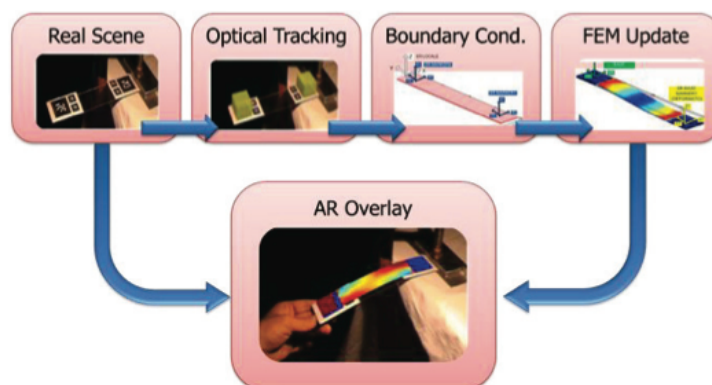 Real Scene
Optical Tracking
Boundary Cond.
FEM Update
AR Overlay